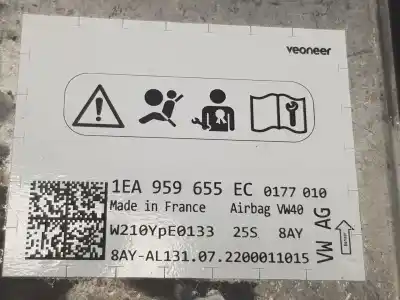 veoneer
1EA 959 655 EC 0177 010
Made in France Airbag VW40
W210YpE0133 25S 8AY
8AY-AL131.07.2200011015
VW AG